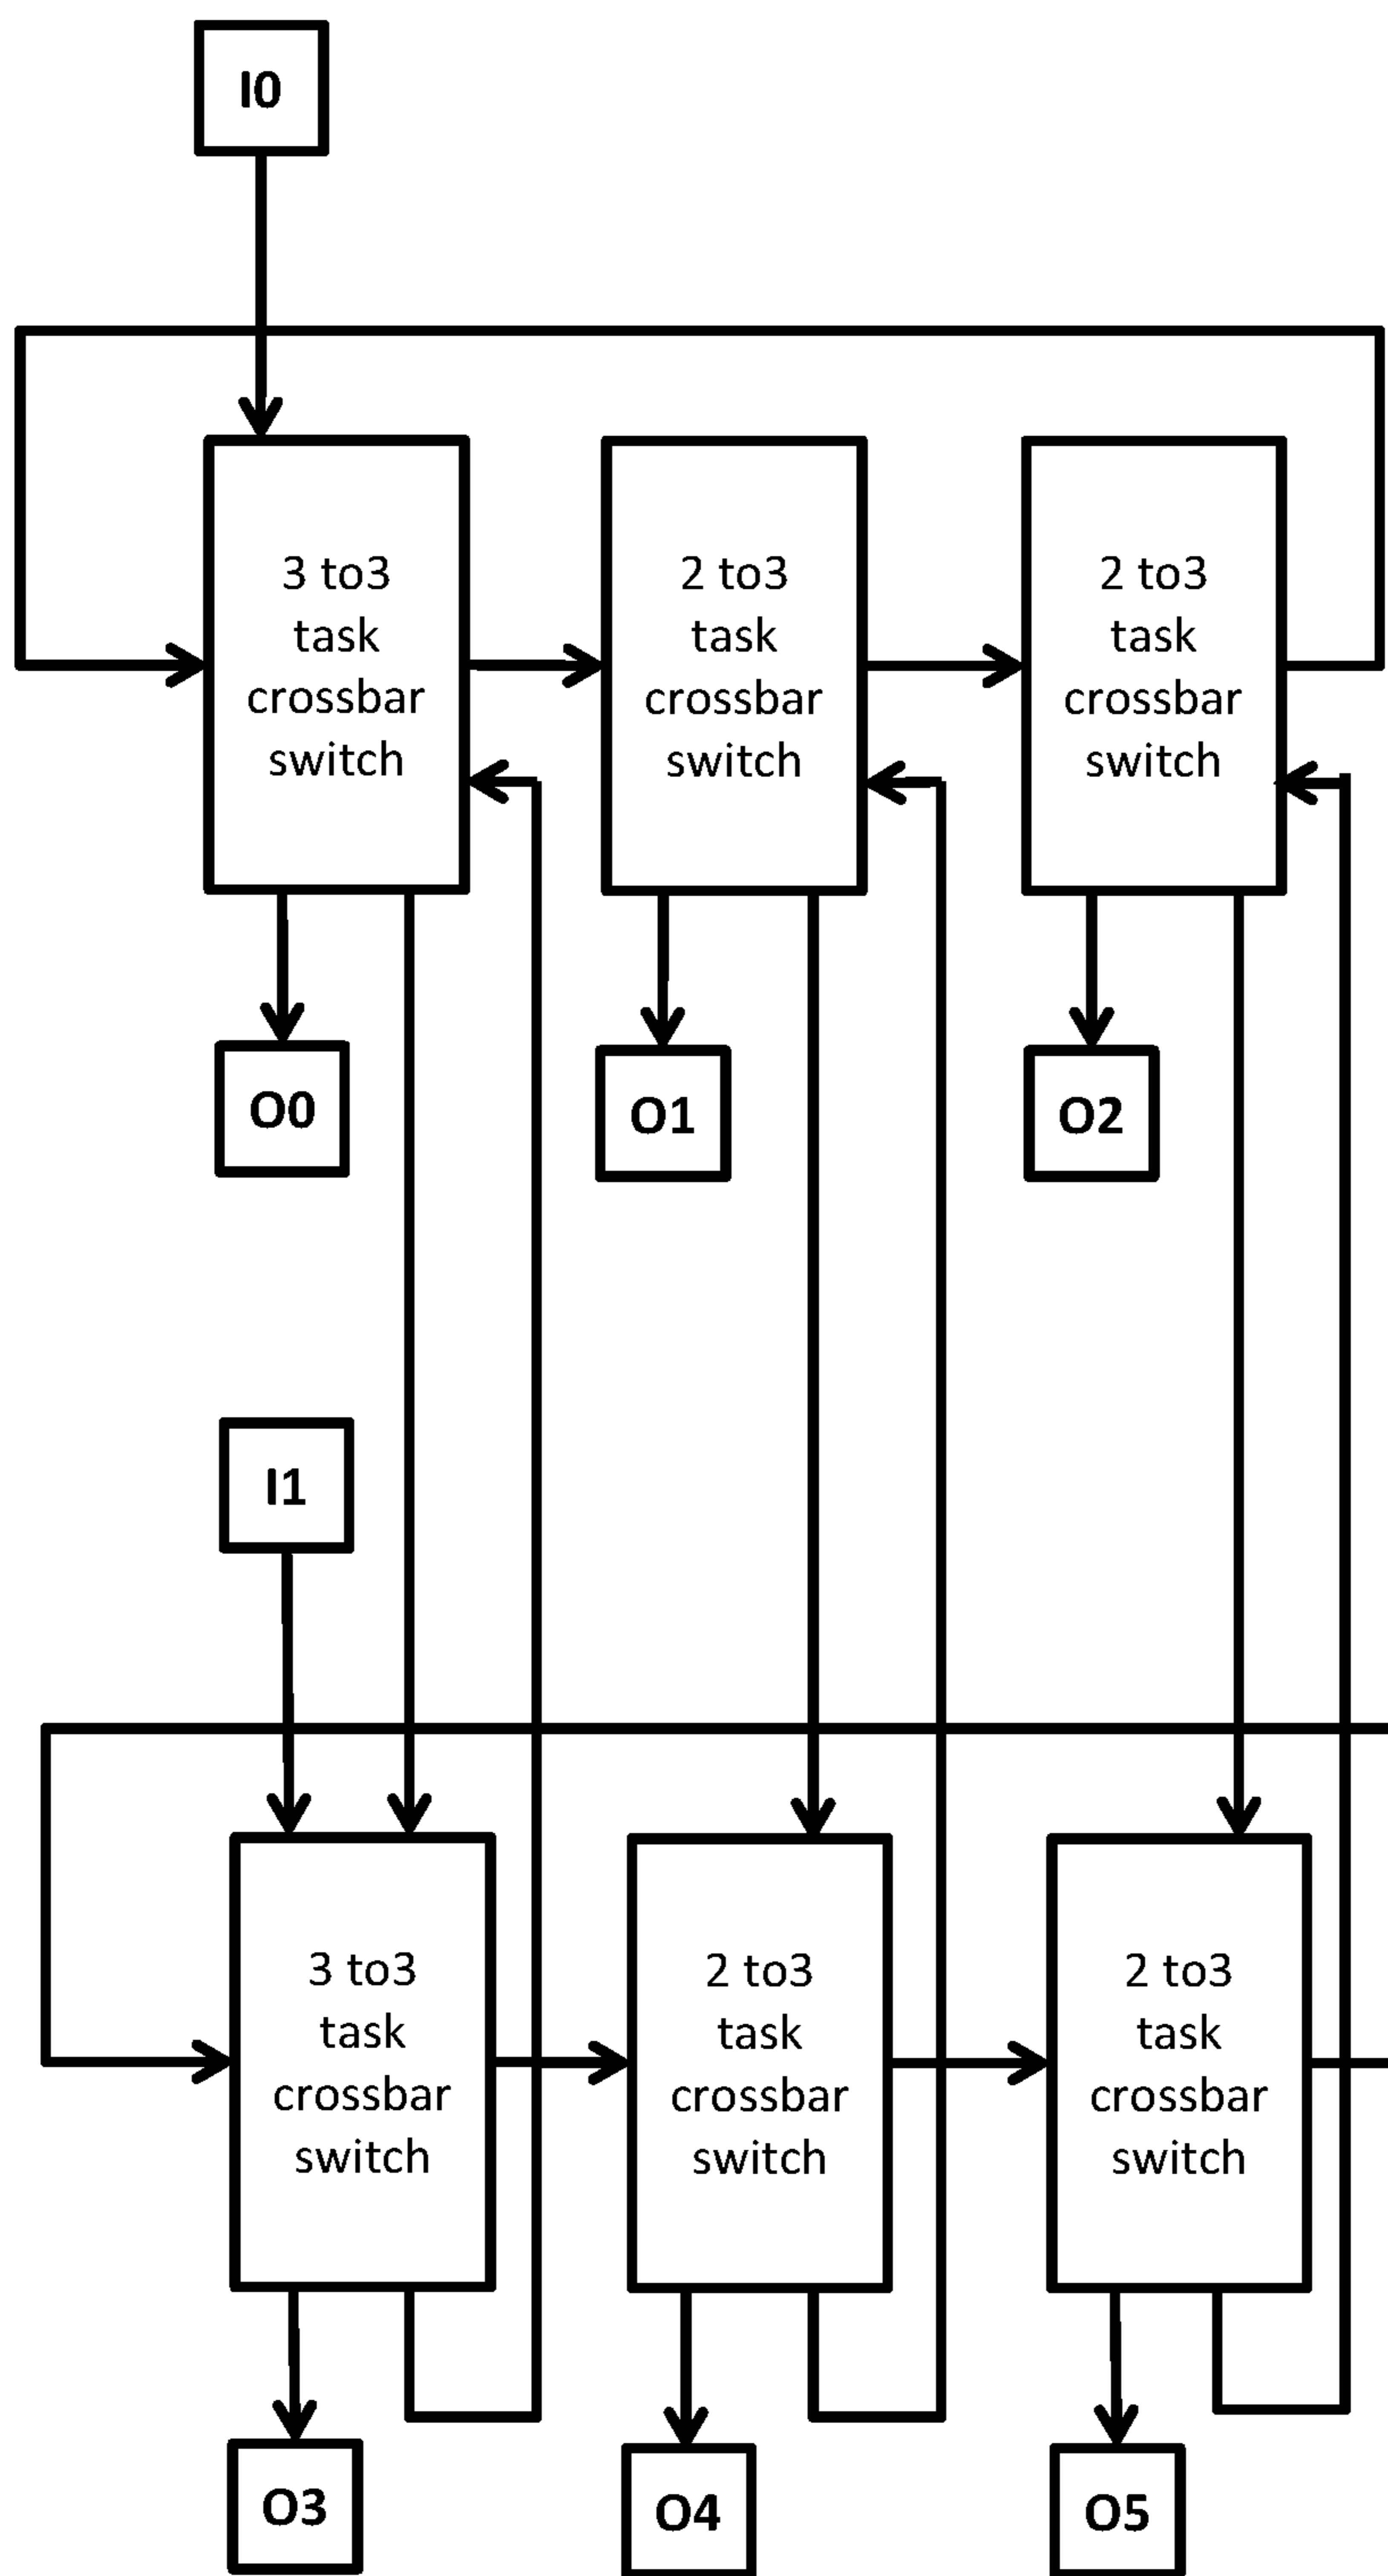 I0
3 to3
task
crossbar
switch
2 to3
task
crossbar
switch
2 to3
task
crossbar
switch
O0
O1
O2
I1
3 to3
task
crossbar
switch
2 to3
task
crossbar
switch
2 to3
task
crossbar
switch
O3
O4
O5